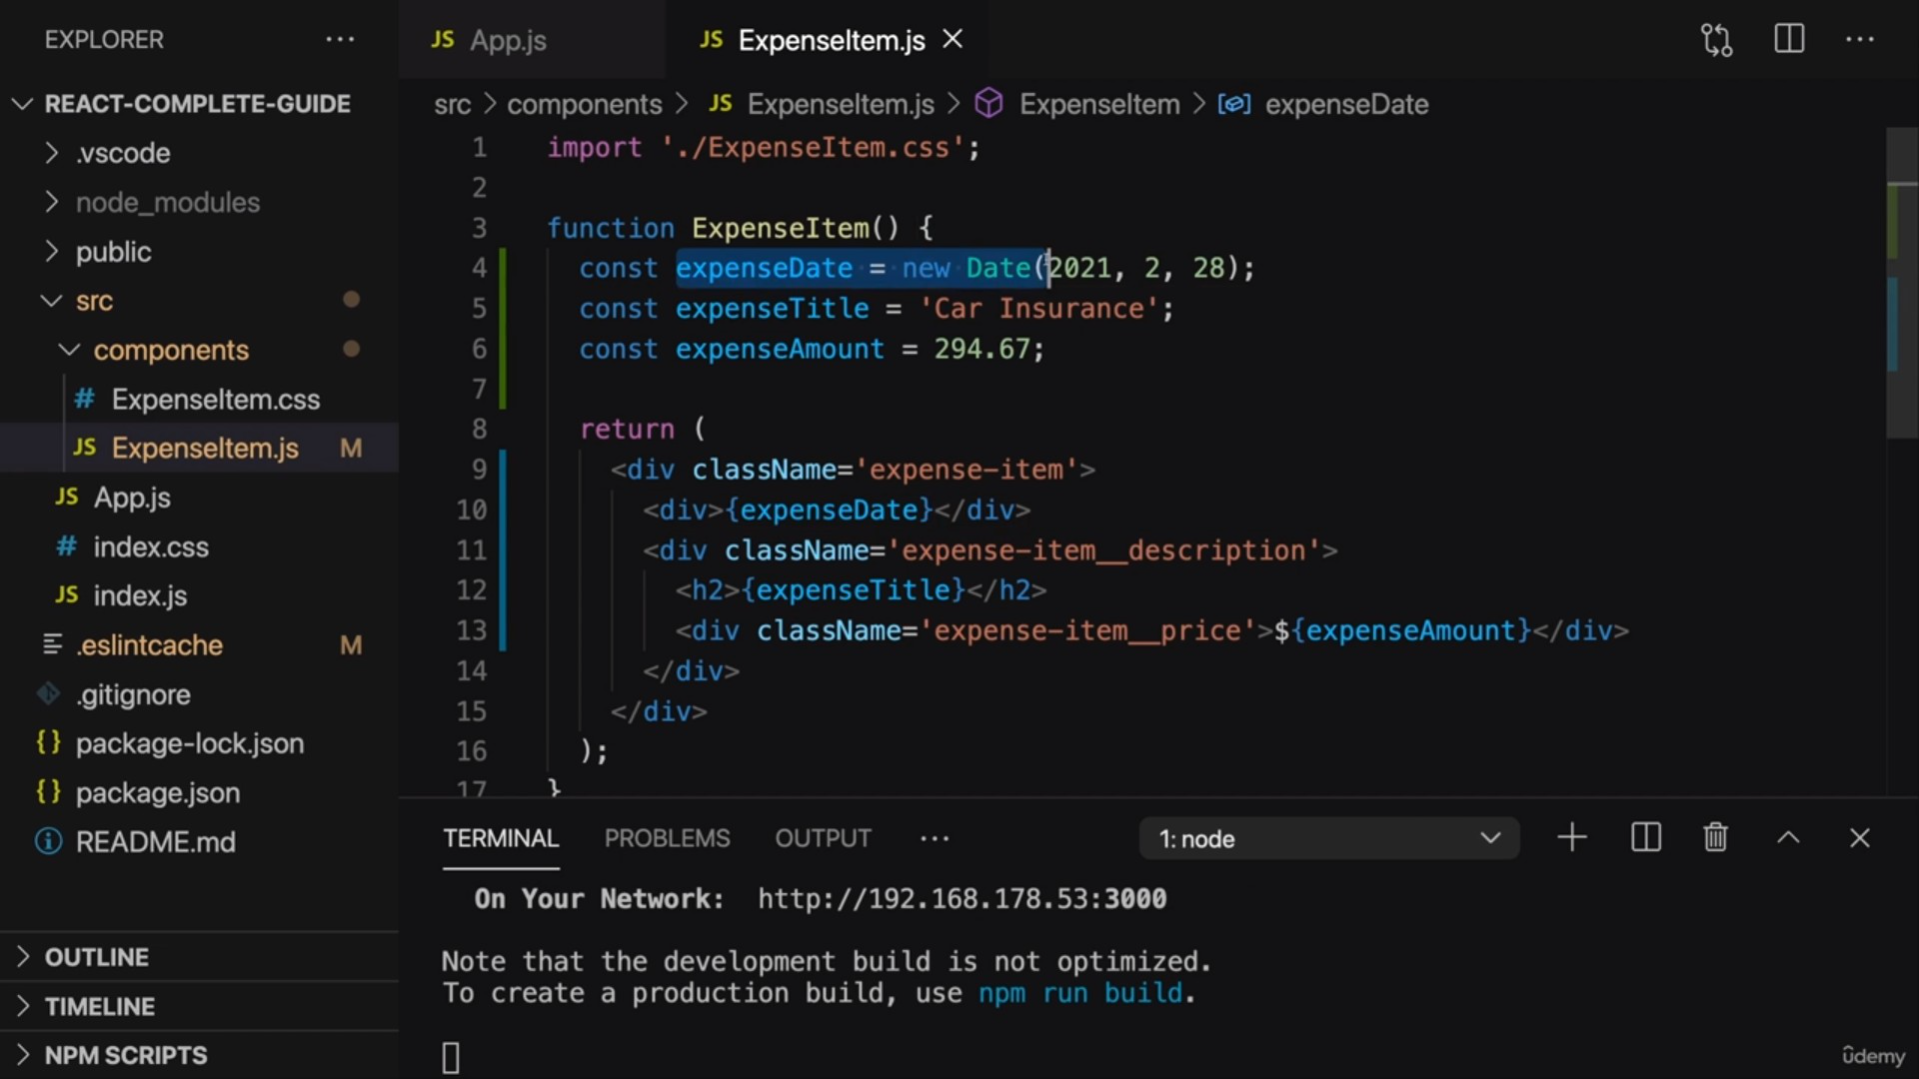 EXPLORER
JS App.js
JS ExpenseItem.js
REACT-COMPLETE-GUIDE
.vscode
node_modules
public
src
components
# ExpenseItem.css
JS ExpenseItem.js M
JS App.js
# index.css
JS index.js
.eslintcache M
.gitignore
{} package-lock.json
{} package.json
README.md
OUTLINE
TIMELINE
NPM SCRIPTS
src > components > JS ExpenseItem.js > ExpenseItem > expenseDate
1 import './ExpenseItem.css';
2
3 function ExpenseItem() {
4 const expenseDate = new Date(2021, 2, 28);
5 const expenseTitle = 'Car Insurance';
6 const expenseAmount = 294.67;
7
8 return (
9 <div className='expense-item'>
10 <div>{expenseDate}</div>
11 <div className='expense-item__description'>
12 <h2>{expenseTitle}</h2>
13 <div className='expense-item__price'>${expenseAmount}</div>
14 </div>
15 </div>
16 );
17 }
TERMINAL PROBLEMS OUTPUT
1: node
On Your Network: http://192.168.178.53:3000
Note that the development build is not optimized.
To create a production build, use npm run build.
ûdemy